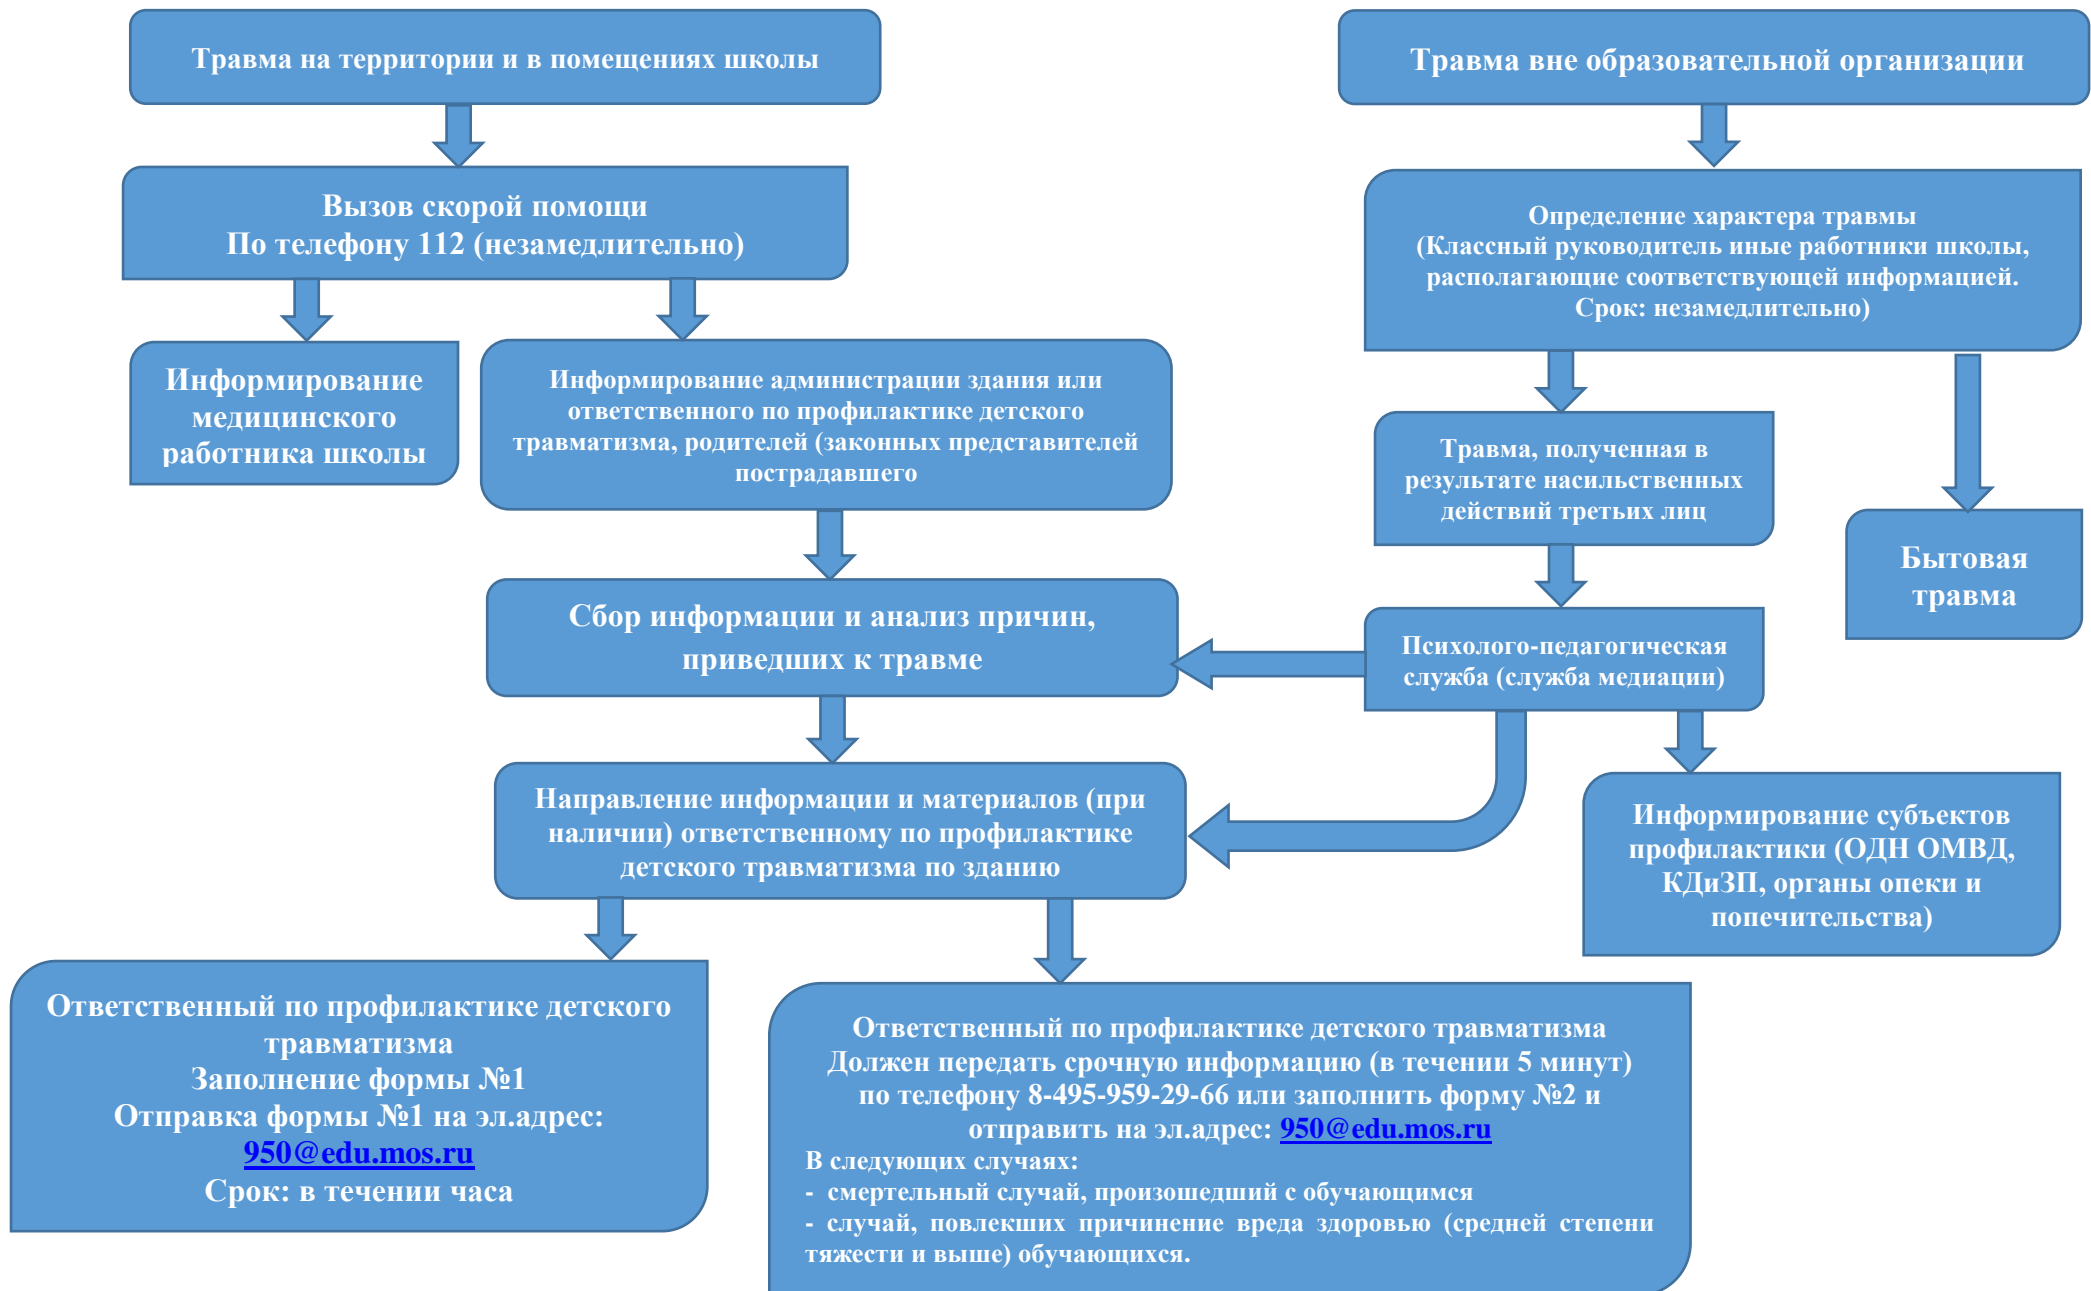 Травма на территории и в помещениях школы
Травма вне образовательной организации
Вызов скорой помощи
По телефону 112 (незамедлительно)
Определение характера травмы
(Классный руководитель иные работники школы,
располагающие соответствующей информацией.
Срок: незамедлительно)
Информирование
медицинского
работника школы
Информирование администрации здания или
ответственного по профилактике детского
травматизма, родителей (законных представителей
пострадавшего
Травма, полученная в
результате насильственных
действий третьих лиц
Бытовая
травма
Сбор информации и анализ причин,
приведших к травме
Психолого-педагогическая
служба (служба медиации)
Направление информации и материалов (при
наличии) ответственному по профилактике
детского травматизма по зданию
Информирование субъектов
профилактики (ОДН ОМВД,
КДиЗП, органы опеки и
попечительства)
Ответственный по профилактике детского
травматизма
Заполнение формы №1
Отправка формы №1 на эл.адрес:
950@edu.mos.ru
Срок: в течении часа
Ответственный по профилактике детского травматизма
Должен передать срочную информацию (в течении 5 минут)
по телефону 8-495-959-29-66 или заполнить форму №2 и
отправить на эл.адрес: 950@edu.mos.ru
В следующих случаях:
- смертельный случай, произошедший с обучающимся
- случай, повлекших причинение вреда здоровью (средней степени
тяжести и выше) обучающихся.